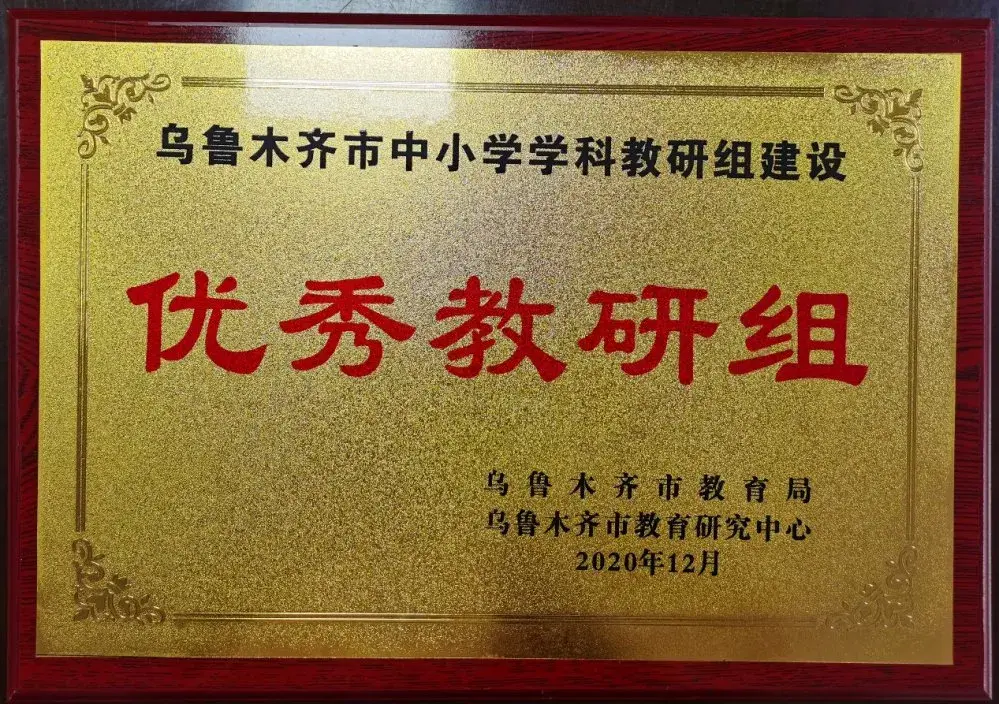 乌鲁木齐市中小学学科教研组建设
优秀教研组
乌鲁木齐市教育局
乌鲁木齐市教育研究中心
2020年12月